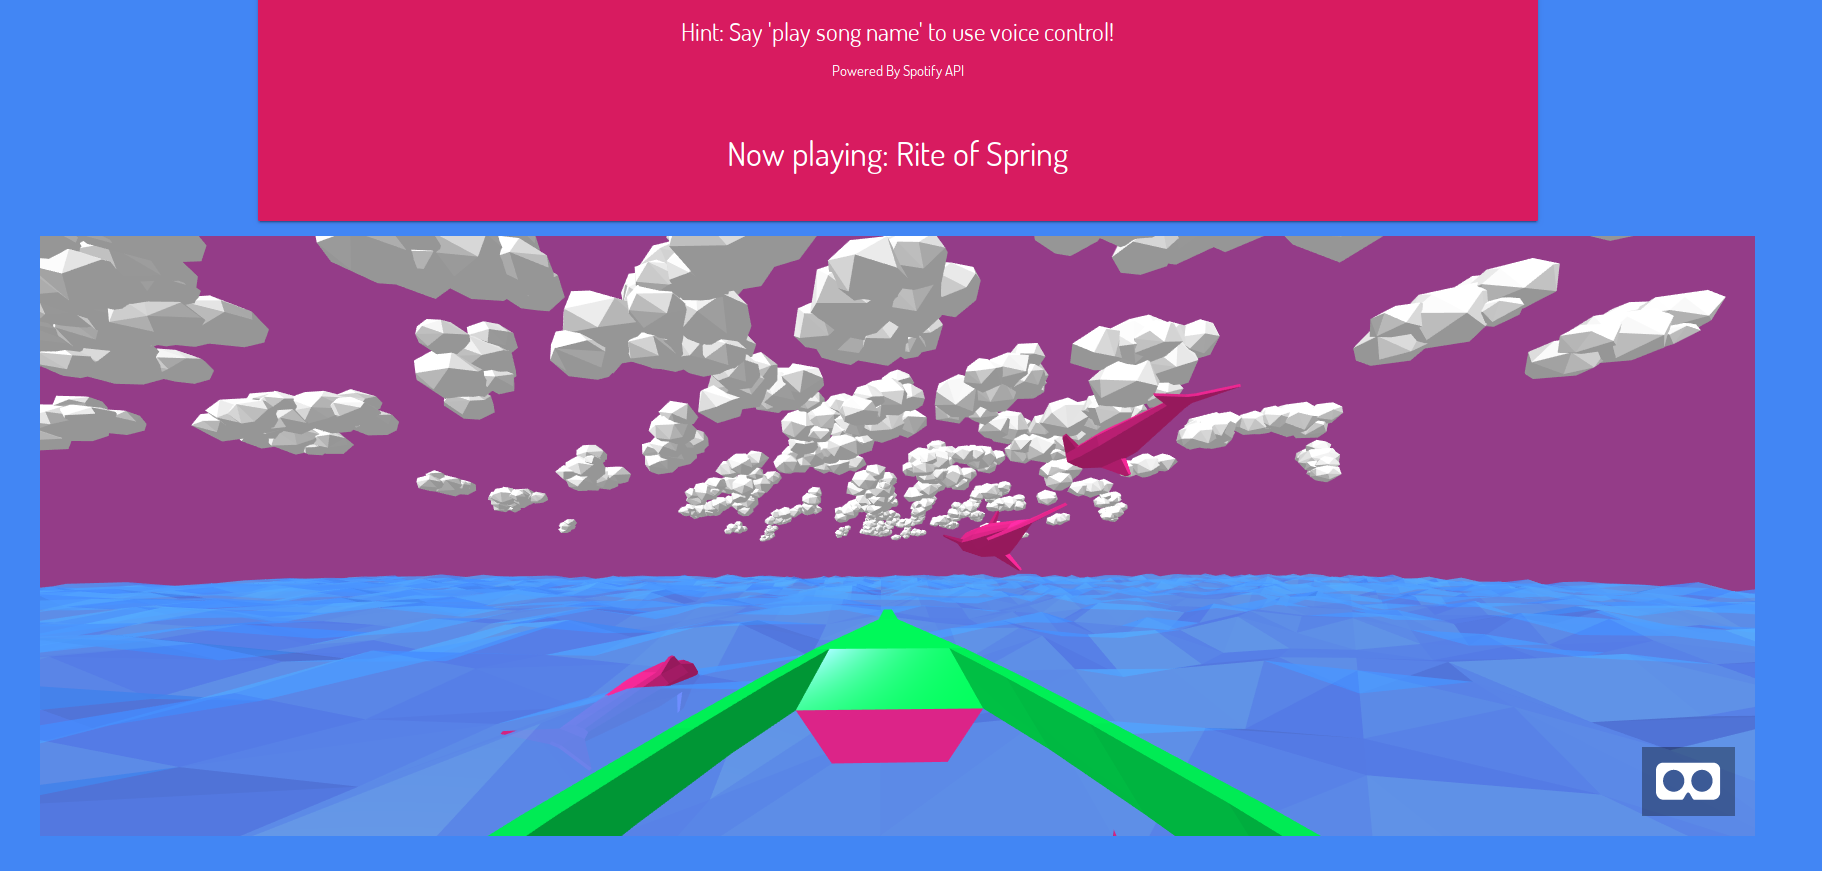 Hint: Say 'play song name' to use voice control!
Powered By Spotify API
Now playing: Rite of Spring